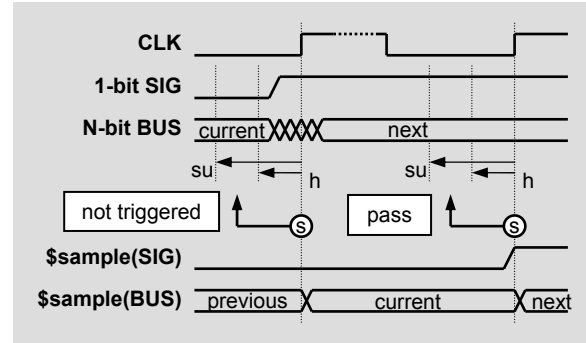 CLK
1-bit SIG
N-bit BUS current next
su h su h
not triggered S pass S
$sample(SIG)
$sample(BUS) previous current next